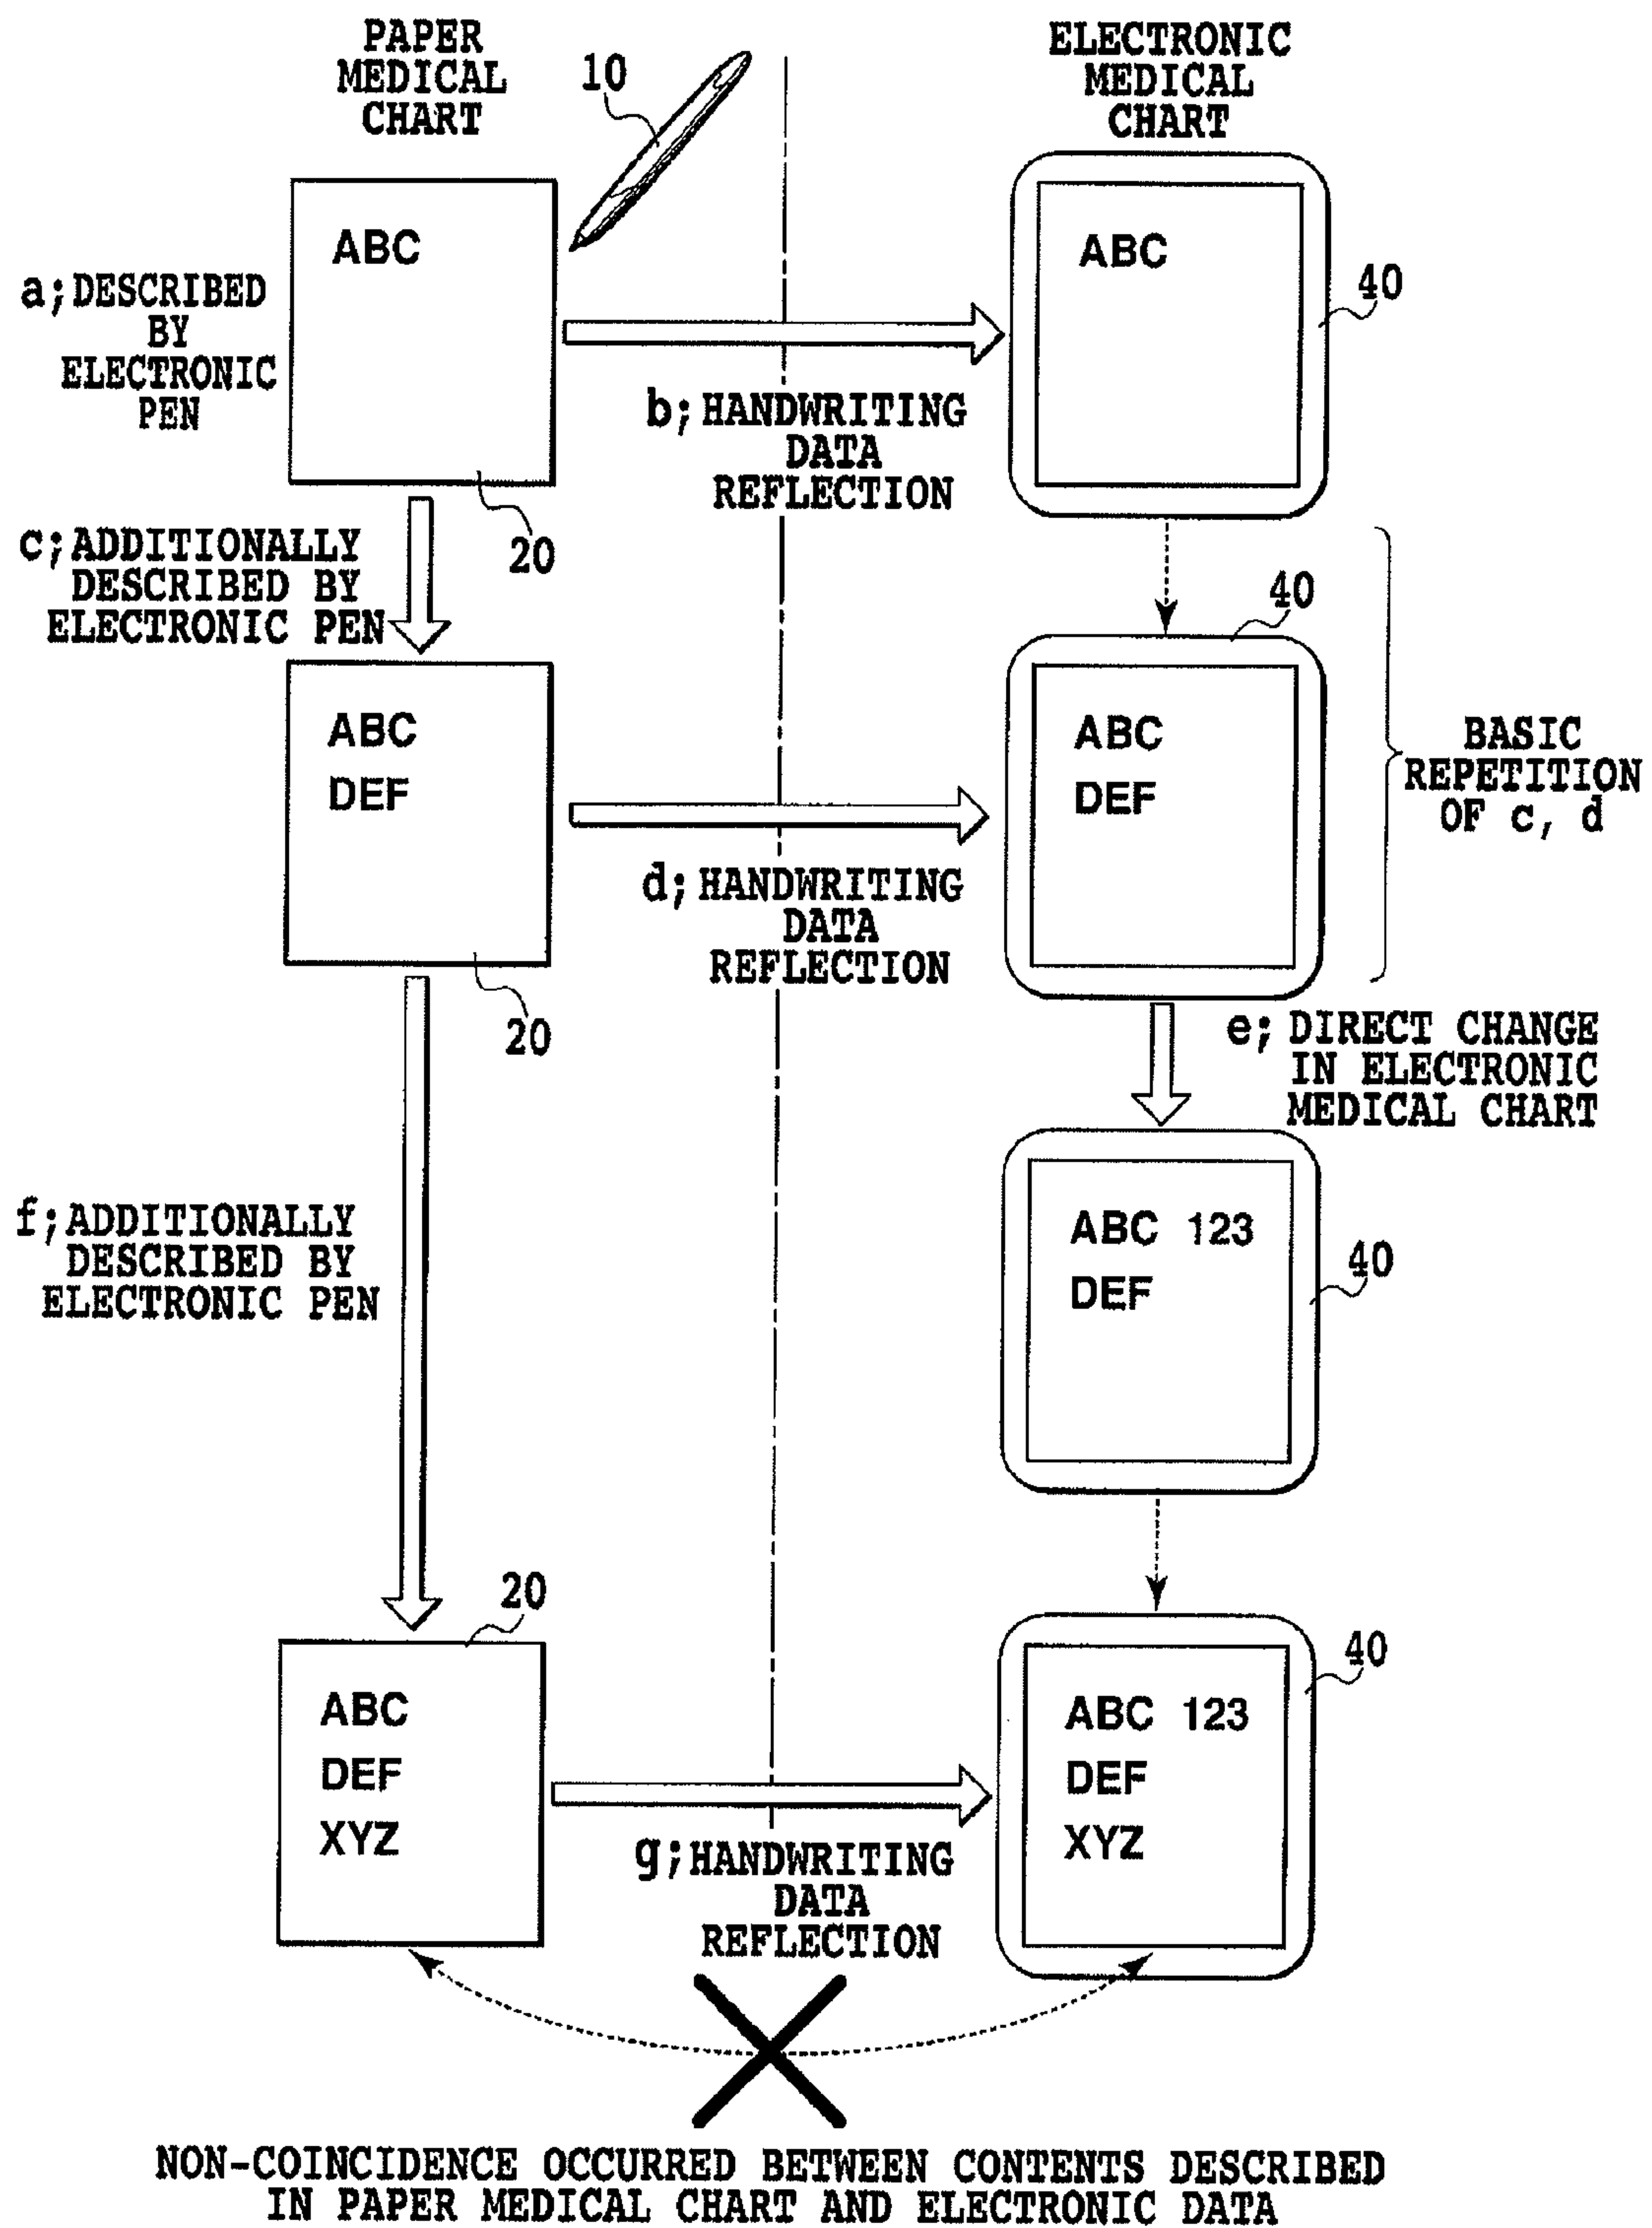 PAPER
MEDICAL
CHART
10
ELECTRONIC
MEDICAL
CHART
ABC
ABC
40
a;DESCRIBED
BY
ELECTRONIC
PEN
b;HANDWRITING
DATA
REFLECTION
20
c;ADDITIONALLY
DESCRIBED BY
ELECTRONIC PEN
40
ABC
DEF
ABC
DEF
BASIC
REPETITION
OF c, d
d;HANDWRITING
DATA
REFLECTION
20
e; DIRECT CHANGE
IN ELECTRONIC
MEDICAL CHART
ABC 123
DEF
40
f;ADDITIONALLY
DESCRIBED BY
ELECTRONIC PEN
20
40
ABC
DEF
XYZ
ABC 123
DEF
XYZ
g;HANDWRITING
DATA
REFLECTION
NON-COINCIDENCE OCCURRED BETWEEN CONTENTS DESCRIBED
IN PAPER MEDICAL CHART AND ELECTRONIC DATA